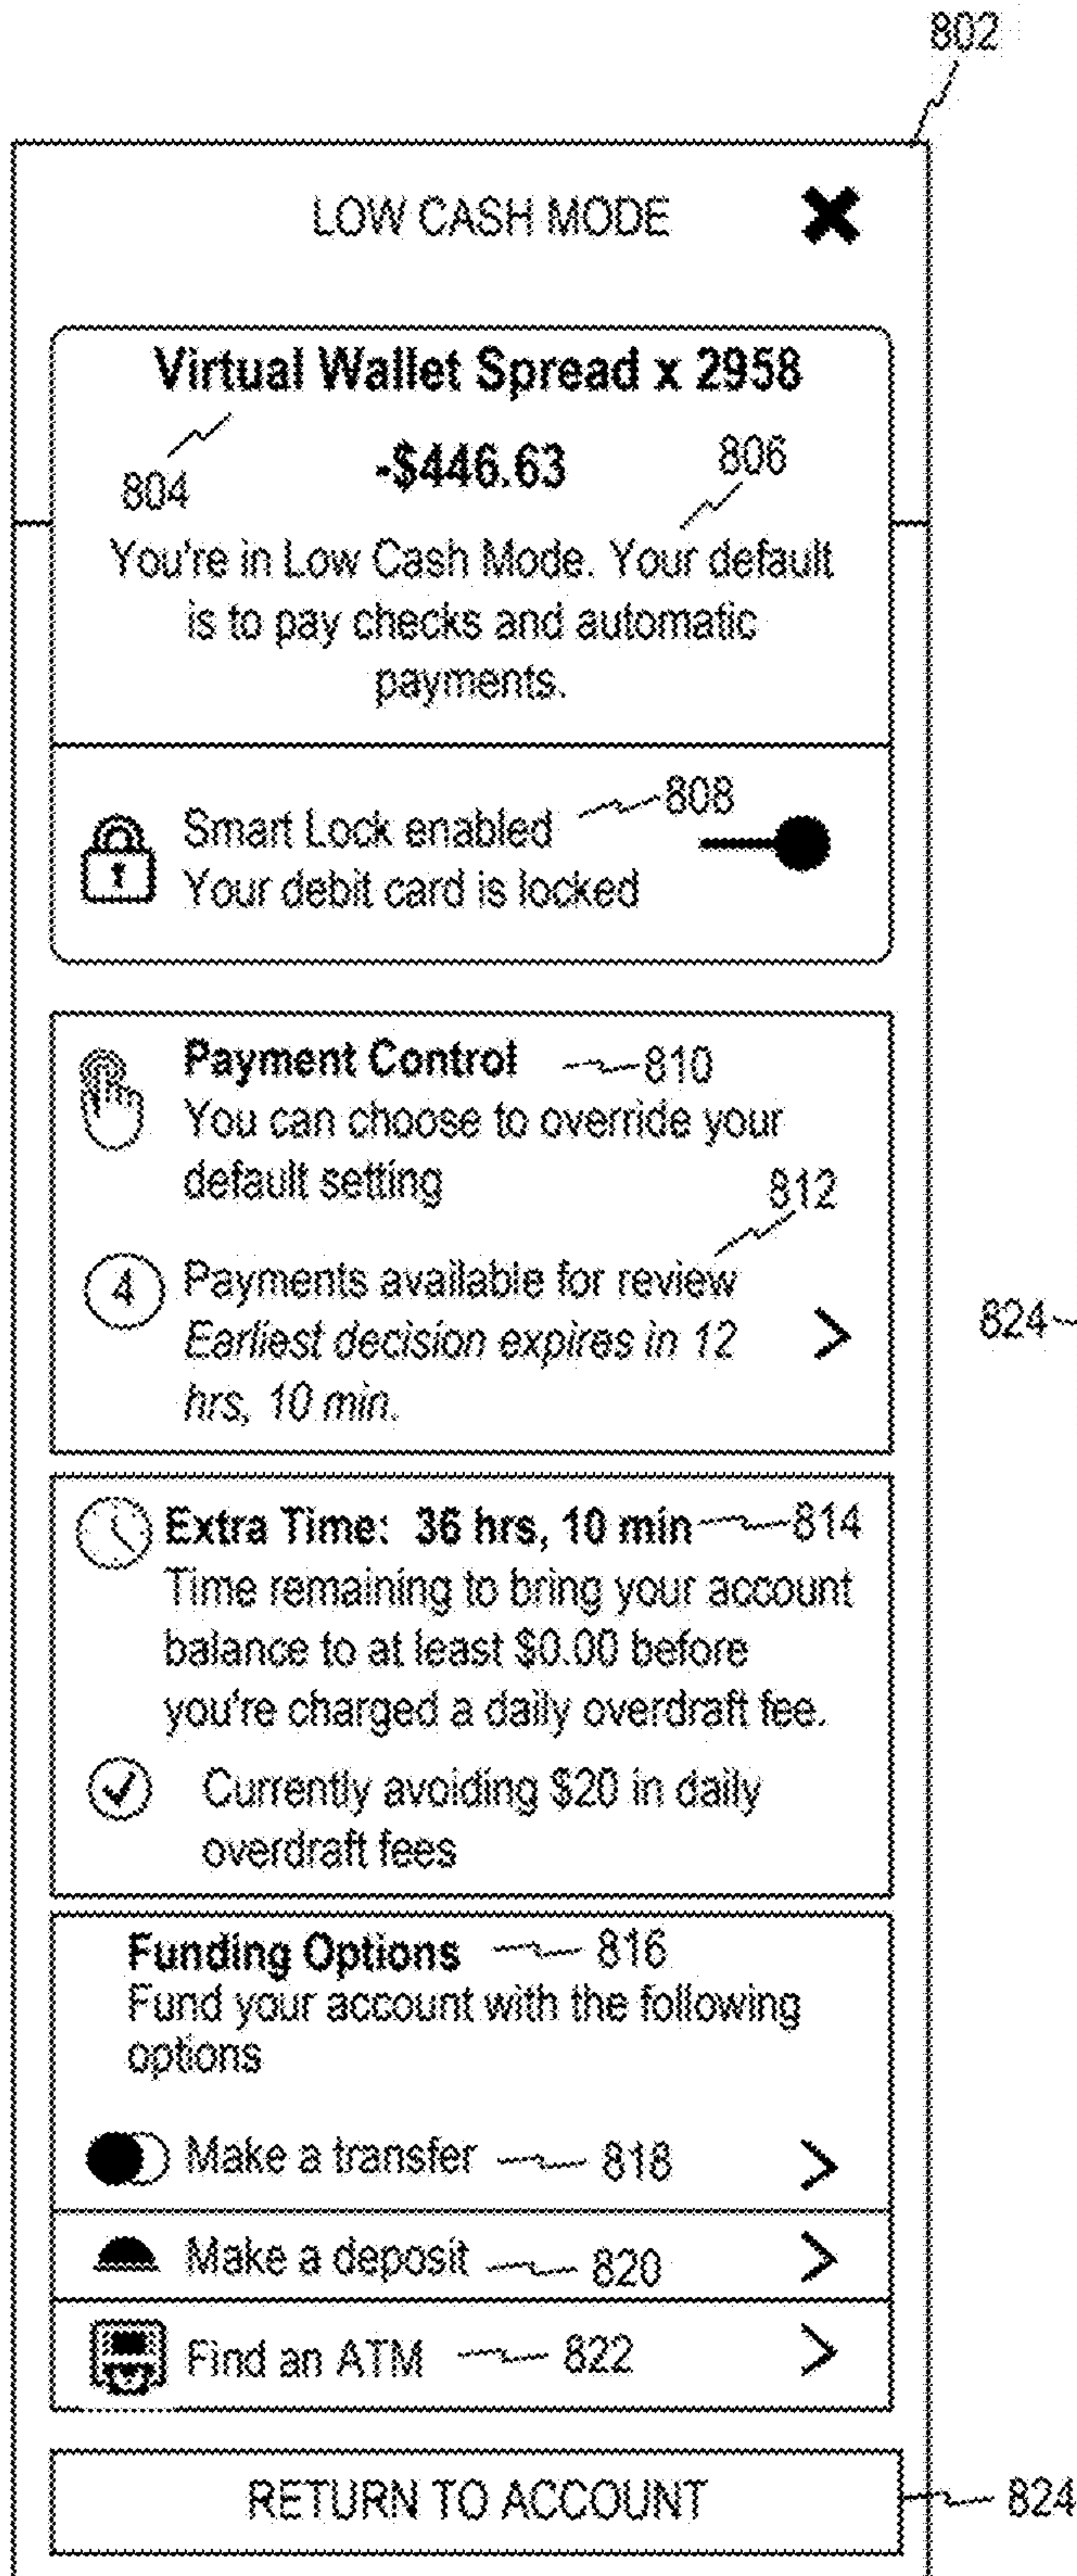 802
LOW CASH MODE
Virtual Wallet Spread x 2958
804
-$446.63
806
You're in Low Cash Mode. Your default
is to pay checks and automatic
payments.
Smart Lock enabled 808
Your debit card is locked
Payment Control 810
You can choose to override your
default setting
812
4 Payments available for review
Earliest decision expires in 12
hrs, 10 min.
824
Extra Time: 36 hrs, 10 min 814
Time remaining to bring your account
balance to at least $0.00 before
you're charged a daily overdraft fee.
Currently avoiding $20 in daily
overdraft fees
Funding Options 816
Fund your account with the following
options
Make a transfer 818
Make a deposit 820
Find an ATM 822
RETURN TO ACCOUNT 824